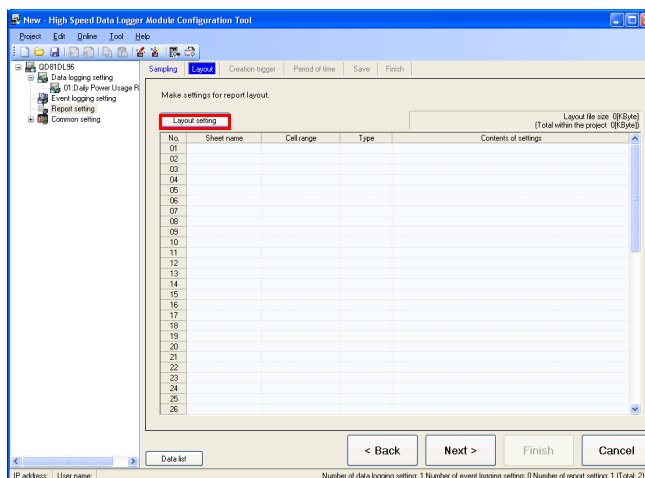 New - High Speed Data Logger Module Configuration Tool
Project Edit Online Tool Help
QD81DL96
Data logging setting
01:Daily Power Usage R
Event logging setting
Report setting
Common setting
Sampling Layout Creation trigger Period of time Save Finish
Make settings for report layout.
Layout setting
Layout file size 0[KByte]
(Total within the project 0[KByte])
No. Sheet name Cell range Type Contents of settings
01
02
03
04
05
06
07
08
09
10
11
12
13
14
15
16
17
18
19
20
21
22
23
24
25
26
Data list
< Back Next > Finish Cancel
IP address: User name: Number of data logging setting: 1 Number of event logging setting: 0 Number of report setting: 1 (Total: 2)